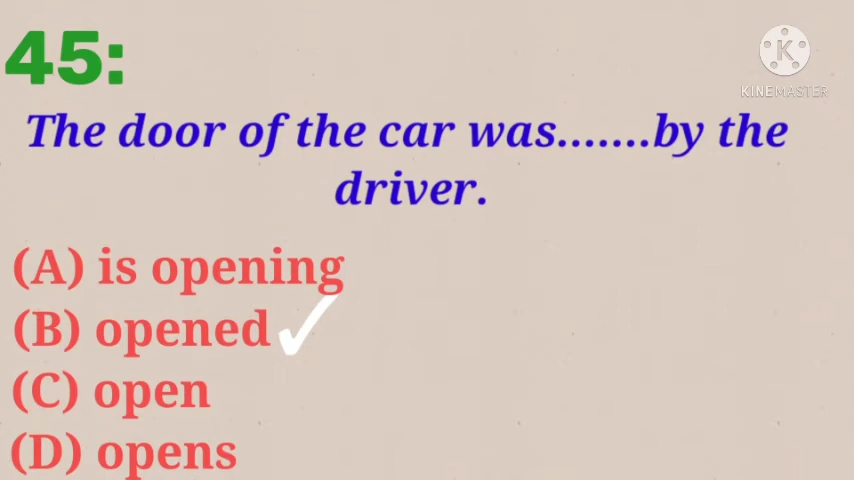 45:
KINEMASTER
The door of the car was.......by the
driver.
(A) is opening
(B) opened✓
(C) open
(D) opens